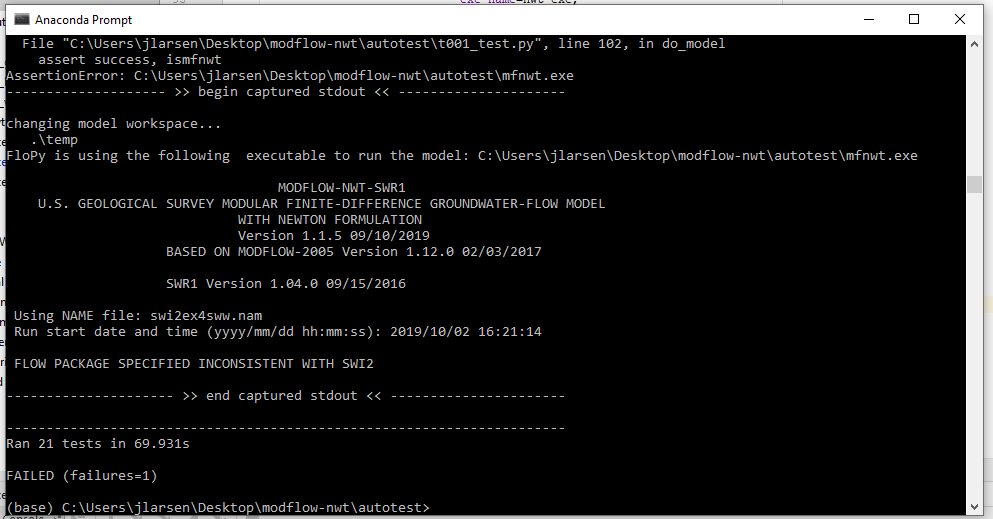 exe_name=nwt_exe,
Anaconda Prompt
File "C:\Users\jlarsen\Desktop\modflow-nwt\autotest\t001_test.py", line 102, in do_model
assert success, ismfnwt
AssertionError: C:\Users\jlarsen\Desktop\modflow-nwt\autotest\mfnwt.exe
-------------------- >> begin captured stdout << ---------------------
changing model workspace...
.\temp
FloPy is using the following  executable to run the model: C:\Users\jlarsen\Desktop\modflow-nwt\autotest\mfnwt.exe
MODFLOW-NWT-SWR1
U.S. GEOLOGICAL SURVEY MODULAR FINITE-DIFFERENCE GROUNDWATER-FLOW MODEL
WITH NEWTON FORMULATION
Version 1.1.5 09/10/2019
BASED ON MODFLOW-2005 Version 1.12.0 02/03/2017
SWR1 Version 1.04.0 09/15/2016
Using NAME file: swi2ex4sww.nam
Run start date and time (yyyy/mm/dd hh:mm:ss): 2019/10/02 16:21:14
FLOW PACKAGE SPECIFIED INCONSISTENT WITH SWI2
--------------------- >> end captured stdout << ----------------------
----------------------------------------------------------------------
Ran 21 tests in 69.931s
FAILED (failures=1)
(base) C:\Users\jlarsen\Desktop\modflow-nwt\autotest>